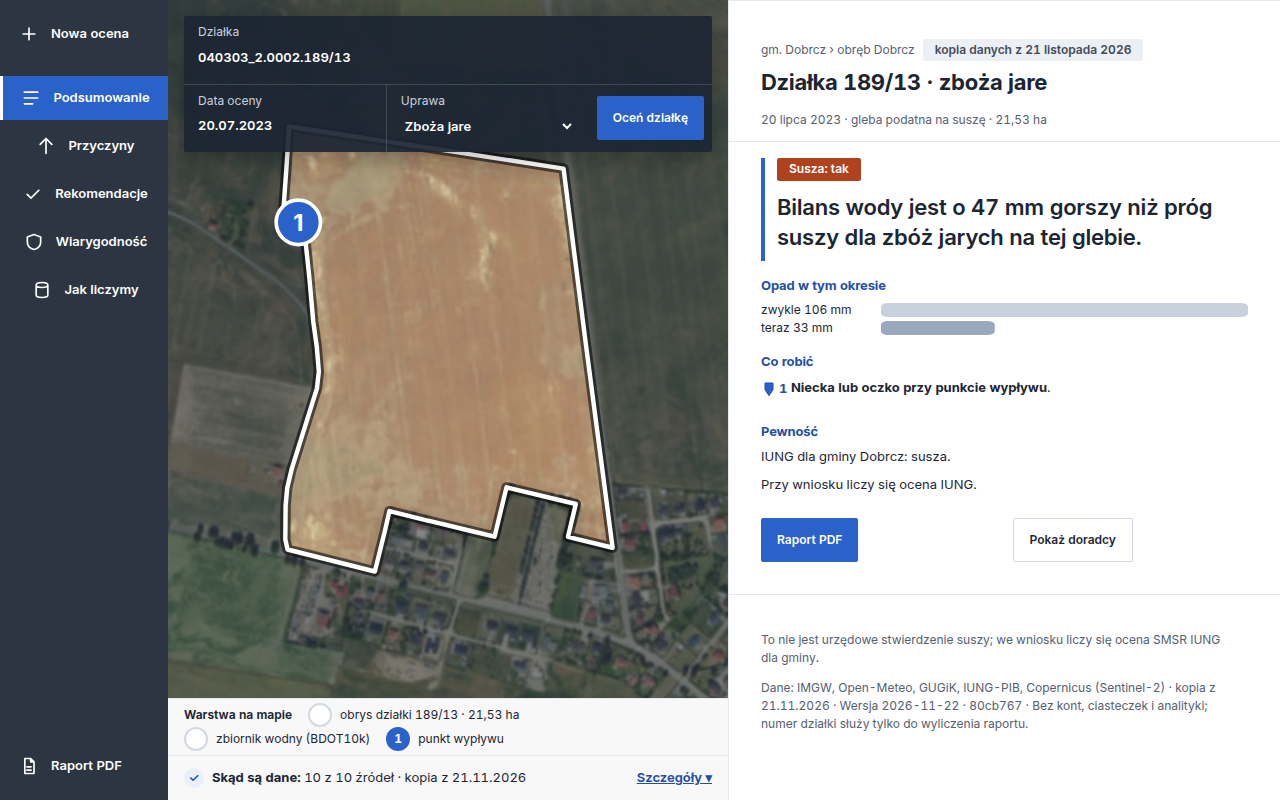 Nowa ocena
Podsumowanie
Przyczyny
Rekomendacje
Wiarygodność
Jak liczymy
Raport PDF
Działka
040303_2.0002.189/13
Data oceny
20.07.2023
Uprawa
Zboża jare
Oceń działkę
1
Warstwa na mapie
obrys działki 189/13 · 21,53 ha
zbiornik wodny (BDOT10k)
1 punkt wypływu
Skąd są dane: 10 z 10 źródeł · kopia z 21.11.2026
Szczegóły ▾
gm. Dobrcz › obręb Dobrcz
kopia danych z 21 listopada 2026
Działka 189/13 · zboża jare
20 lipca 2023 · gleba podatna na suszę · 21,53 ha
Susza: tak
Bilans wody jest o 47 mm gorszy niż próg
suszy dla zbóż jarych na tej glebie.
Opad w tym okresie
zwykle 106 mm
teraz 33 mm
Co robić
1 Niecka lub oczko przy punkcie wypływu.
Pewność
IUNG dla gminy Dobrcz: susza.
Przy wniosku liczy się ocena IUNG.
Raport PDF
Pokaż doradcy
To nie jest urzędowe stwierdzenie suszy; we wniosku liczy się ocena SMSR IUNG
dla gminy.
Dane: IMGW, Open-Meteo, GUGiK, IUNG-PIB, Copernicus (Sentinel-2) · kopia z
21.11.2026 · Wersja 2026-11-22 · 80cb767 · Bez kont, ciasteczek i analityki;
numer działki służy tylko do wyliczenia raportu.